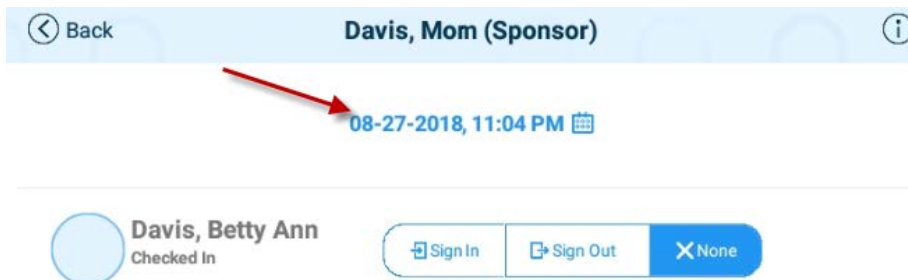 Back Davis, Mom (Sponsor)
08-27-2018, 11:04 PM
Davis, Betty Ann
Checked In
Sign In Sign Out None